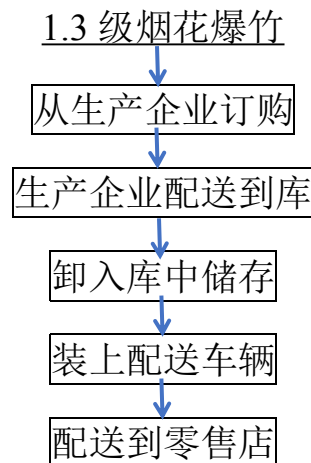 1.3 级烟花爆竹
从生产企业订购
生产企业配送到库
卸入库中储存
装上配送车辆
配送到零售店